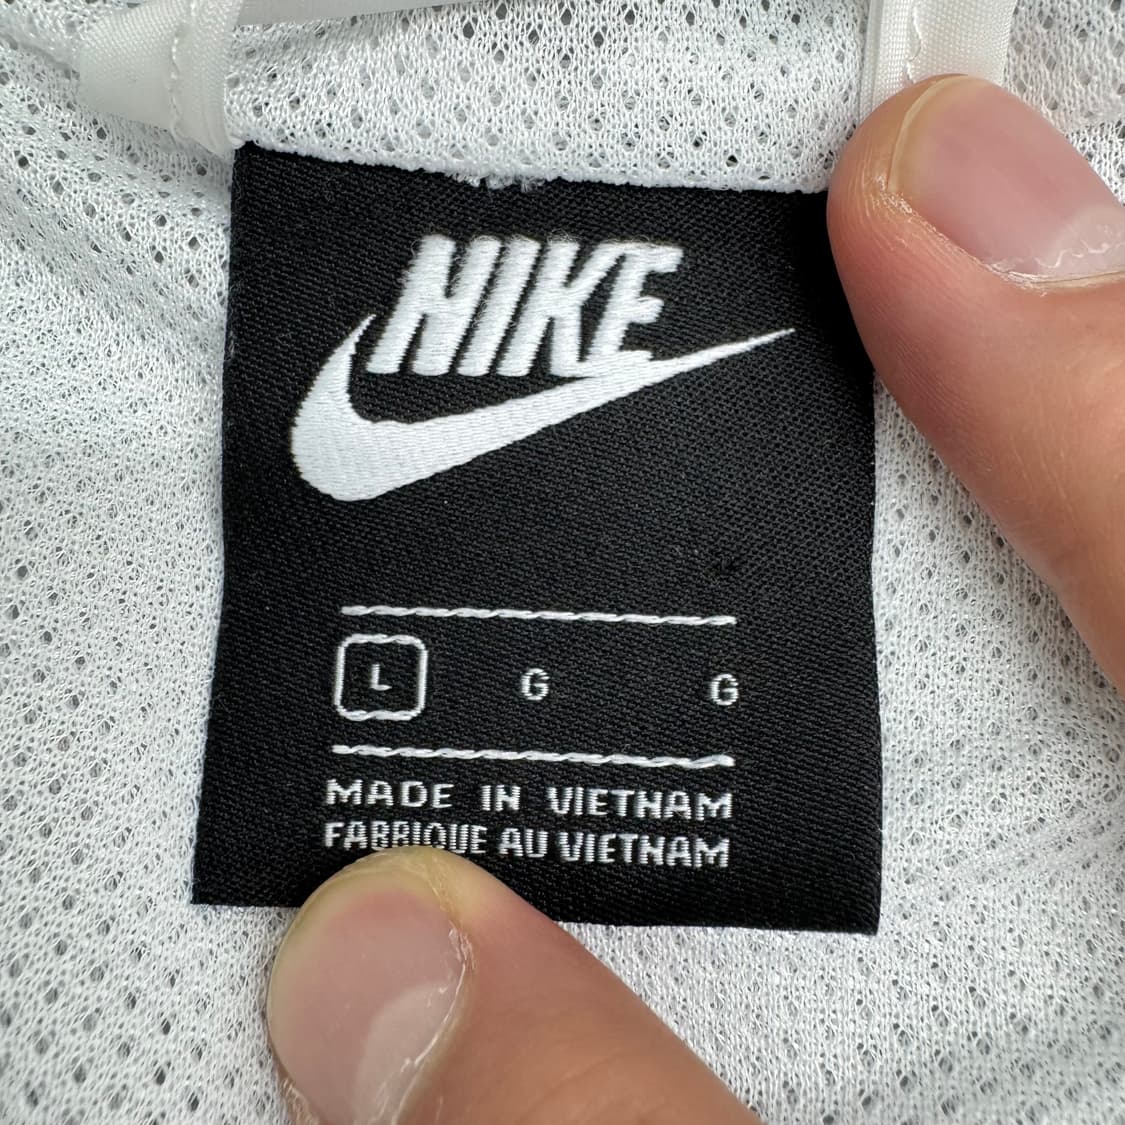 NIKE
L G G
MADE IN VIETNAM
FABRIQUE AU VIETNAM